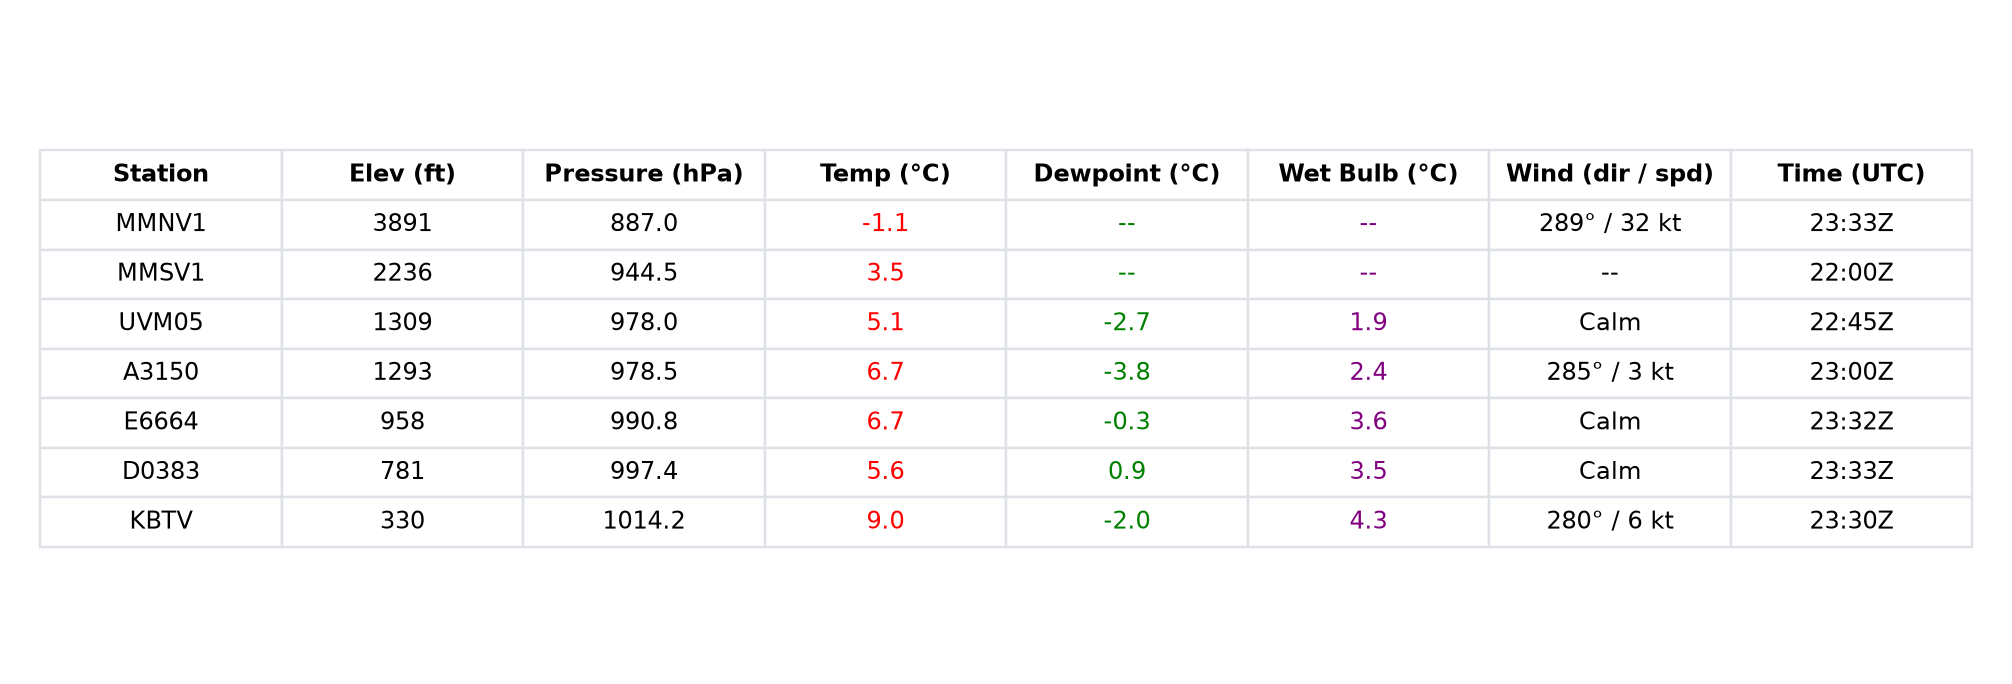 Station Elev (ft) Pressure (hPa) Temp (°C) Dewpoint (°C) Wet Bulb (°C) Wind (dir / spd) Time (UTC)
MMNV1 3891 887.0 -1.1 -- -- 289° / 32 kt 23:33Z
MMSV1 2236 944.5 3.5 -- -- -- 22:00Z
UVM05 1309 978.0 5.1 -2.7 1.9 Calm 22:45Z
A3150 1293 978.5 6.7 -3.8 2.4 285° / 3 kt 23:00Z
E6664 958 990.8 6.7 -0.3 3.6 Calm 23:32Z
D0383 781 997.4 5.6 0.9 3.5 Calm 23:33Z
KBTV 330 1014.2 9.0 -2.0 4.3 280° / 6 kt 23:30Z